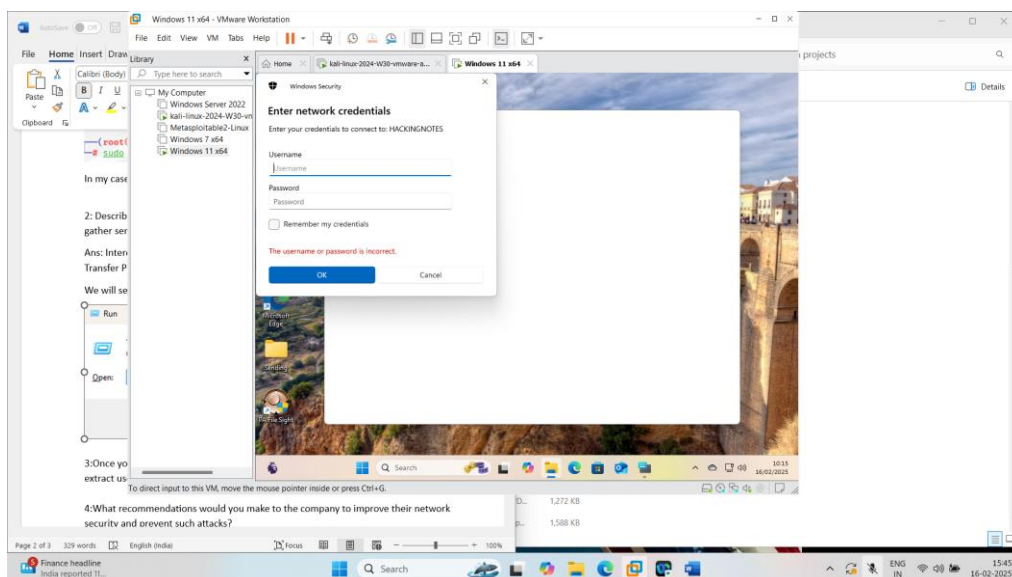 AutoSave Off
Windows 11 x64 - VMware Workstation
File Edit View VM Tabs Help
File Home Insert Draw
Library
Home
kali-linux-2024-W30-vmware-a...
Windows 11 x64
projects
Details
Calibri (Body)
Paste
B I U
Clipboard
Type here to search
My Computer
Windows Server 2022
kali-linux-2024-W30-vm
Metasploitable2-Linux
Windows 7 x64
Windows 11 x64
Windows Security
Enter network credentials
Enter your credentials to connect to: HACKINGNOTES
Username
Username
Password
Password
Remember my credentials
The username or password is incorrect.
OK Cancel
(root
# sudo
In my case
2: Describ
gather ser
Ans: Inter
Transfer P
We will se
Run
Open:
Microsoft
Edge
Sending
PA File Sight
Search
10:15
16/02/2025
3:Once yo
extract us
To direct input to this VM, move the mouse pointer inside or press Ctrl+G.
4:What recommendations would you make to the company to improve their network
security and prevent such attacks?
1,272 KB
1,588 KB
Page 2 of 3 329 words English (India) Focus 100%
Finance headline
India reported 11...
Search
ENG
IN
15:45
16-02-2025